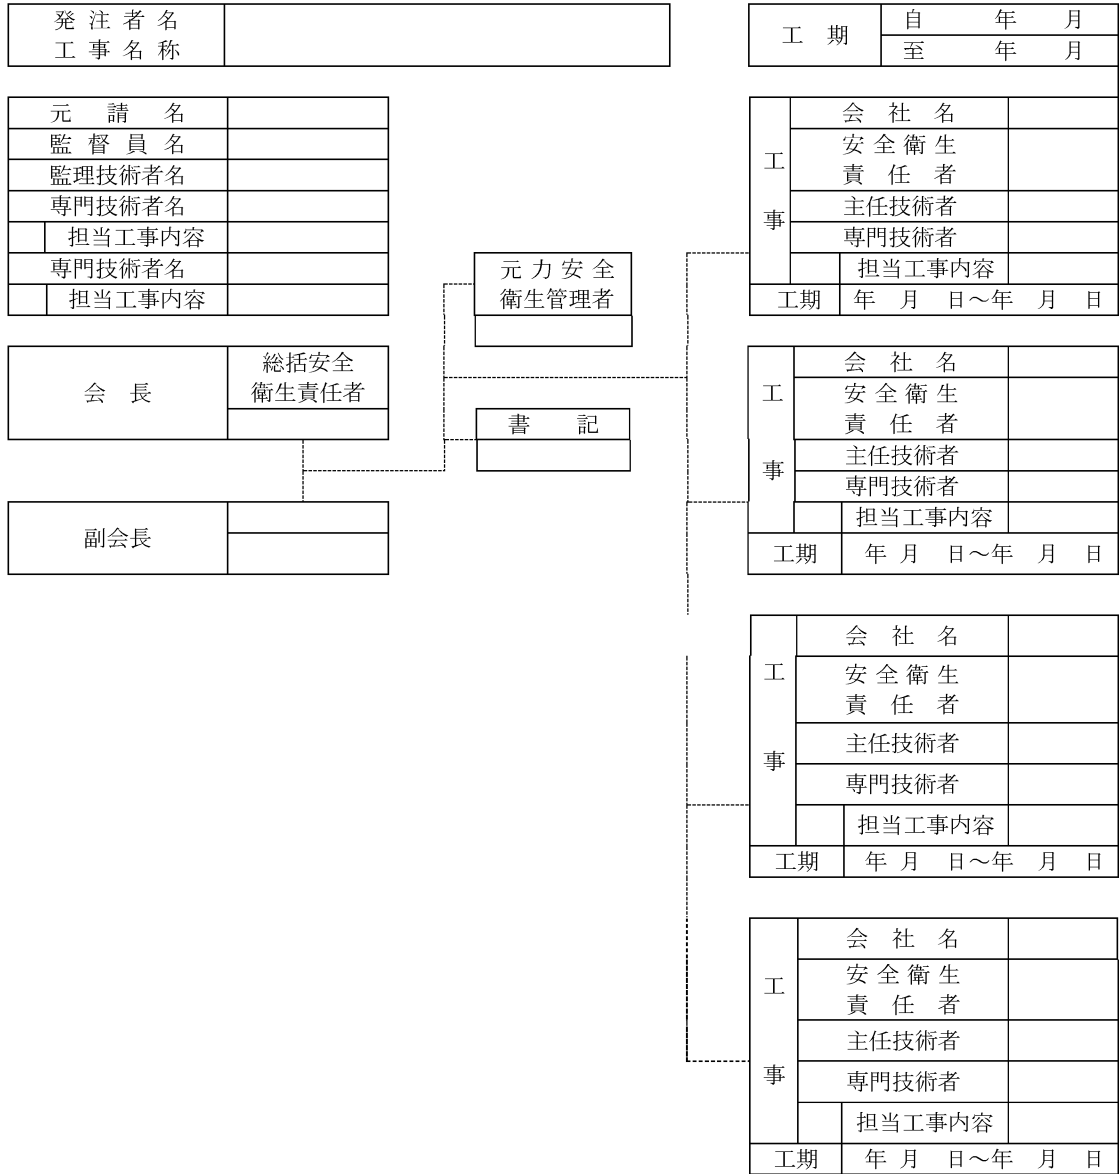 発注者名
工事名称
工期
自 年 月
至 年 月
元請名
監督員名
監理技術者名
専門技術者名
担当工事内容
専門技術者名
担当工事内容
会長
総括安全
衛生責任者
副会長
元力安全
衛生管理者
書記
工事
会社名
安全衛生
責任者
主任技術者
専門技術者
担当工事内容
工期 年 月 日～年 月 日
工事
会社名
安全衛生
責任者
主任技術者
専門技術者
担当工事内容
工期 年 月 日～年 月 日
工事
会社名
安全衛生
責任者
主任技術者
専門技術者
担当工事内容
工期 年 月 日～年 月 日
工事
会社名
安全衛生
責任者
主任技術者
専門技術者
担当工事内容
工期 年 月 日～年 月 日